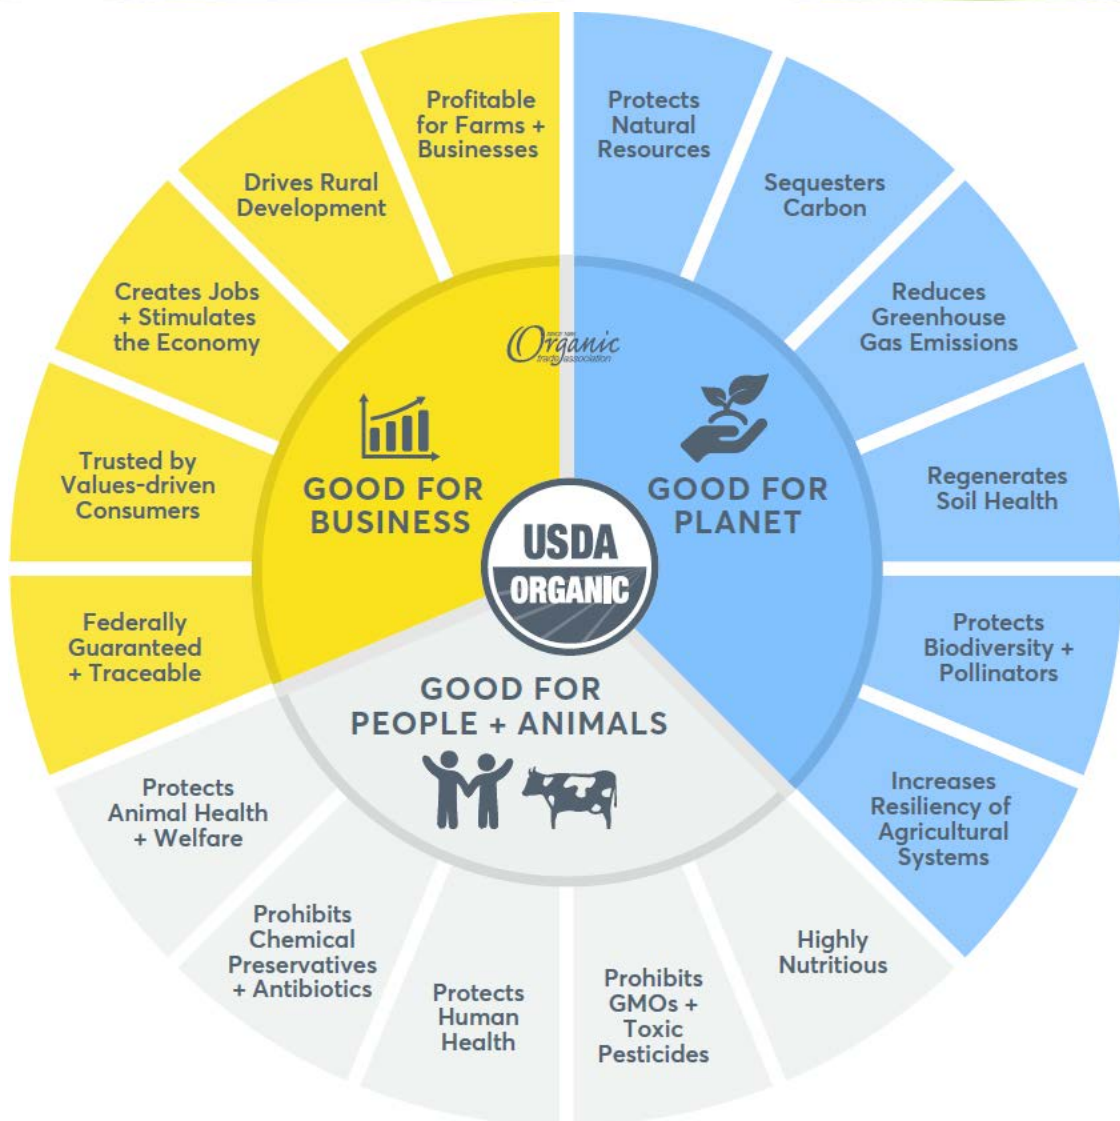 Profitable
for Farms +
Businesses
Protects
Natural
Resources
Sequesters
Carbon
Reduces
Greenhouse
Gas Emissions
Regenerates
Soil Health
Protects
Biodiversity +
Pollinators
Increases
Resiliency of
Agricultural
Systems
Highly
Nutritious
Prohibits
GMOs +
Toxic
Pesticides
Protects
Human
Health
Prohibits
Chemical
Preservatives
+ Antibiotics
Protects
Animal Health
+ Welfare
Federally
Guaranteed
+ Traceable
Trusted by
Values-driven
Consumers
Creates Jobs
+ Stimulates
the Economy
Drives Rural
Development
Organic
trade association
GOOD FOR
BUSINESS
GOOD FOR
PLANET
USDA
ORGANIC
GOOD FOR
PEOPLE + ANIMALS